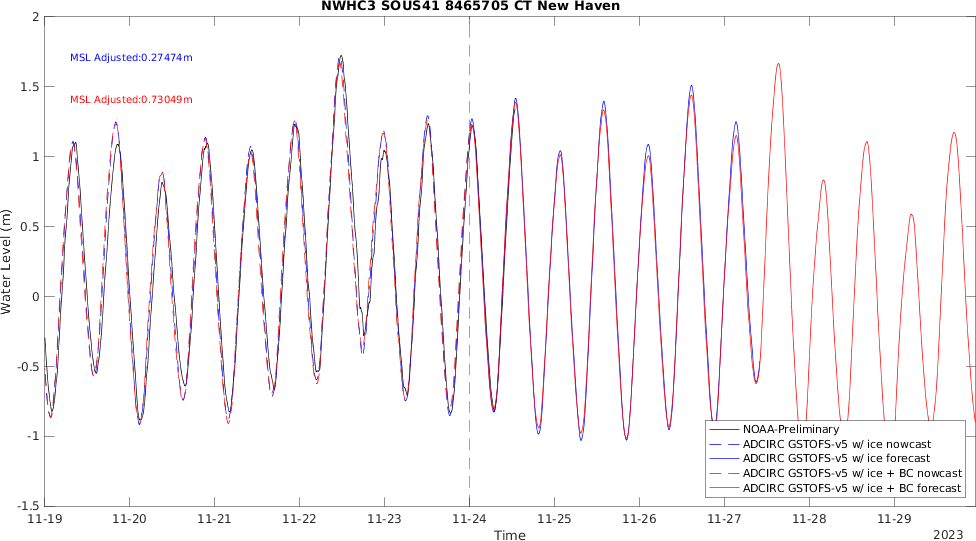 NWHC3 SOUS41 8465705 CT New Haven
2
1.5
1
0.5
0
-0.5
-1
-1.5
Water Level (m)
MSL Adjusted:0.27474m
MSL Adjusted:0.73049m
NOAA-Preliminary
ADCIRC GSTOFS-v5 w/ ice nowcast
ADCIRC GSTOFS-v5 w/ ice forecast
ADCIRC GSTOFS-v5 w/ ice + BC nowcast
ADCIRC GSTOFS-v5 w/ ice + BC forecast
11-19 11-20 11-21 11-22 11-23 11-24 11-25 11-26 11-27 11-28 11-29
Time
2023